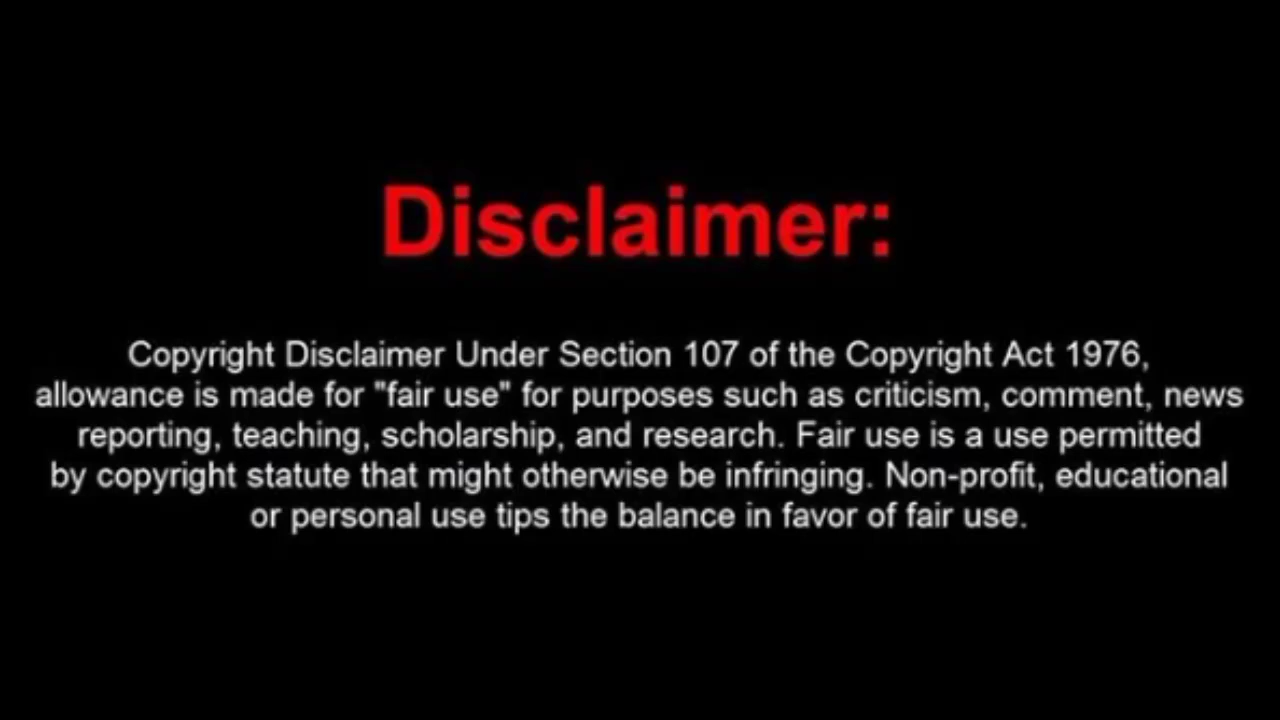 Disclaimer:
Copyright Disclaimer Under Section 107 of the Copyright Act 1976,
allowance is made for "fair use" for purposes such as criticism, comment, news
reporting, teaching, scholarship, and research. Fair use is a use permitted
by copyright statute that might otherwise be infringing. Non-profit, educational
or personal use tips the balance in favor of fair use.